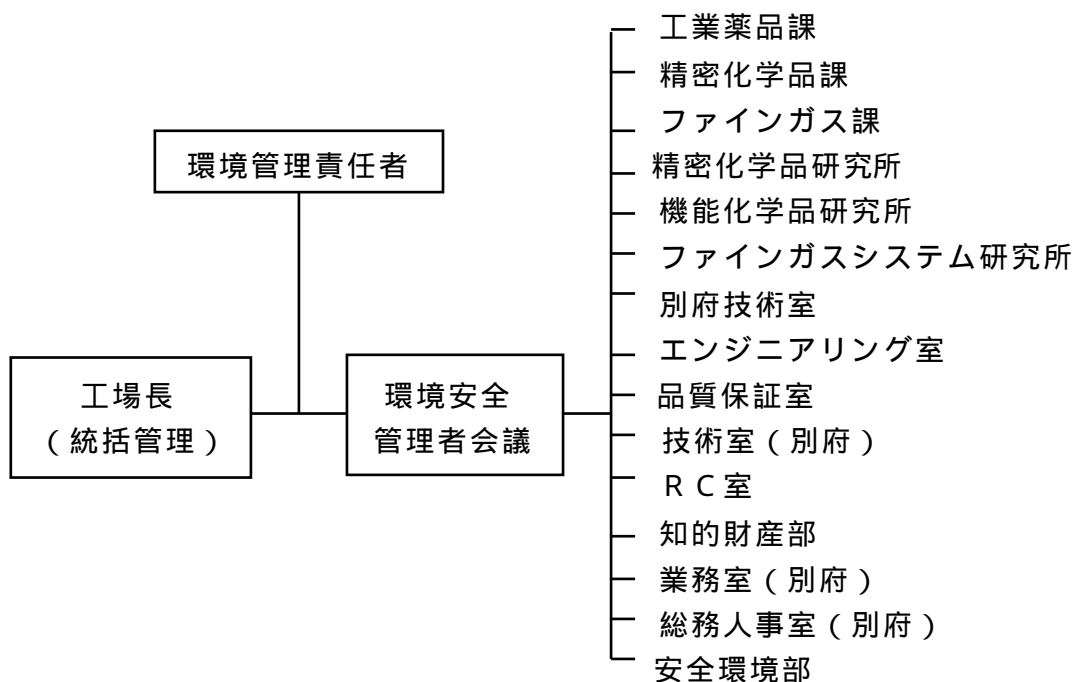 環境管理責任者
工場長
（統括管理）
環境安全
管理者会議
工業薬品課
精密化学品課
ファインガス課
精密化学品研究所
機能化学品研究所
ファインガスシステム研究所
別府技術室
エンジニアリング室
品質保証室
技術室（別府）
ＲＣ室
知的財産部
業務室（別府）
総務人事室（別府）
安全環境部